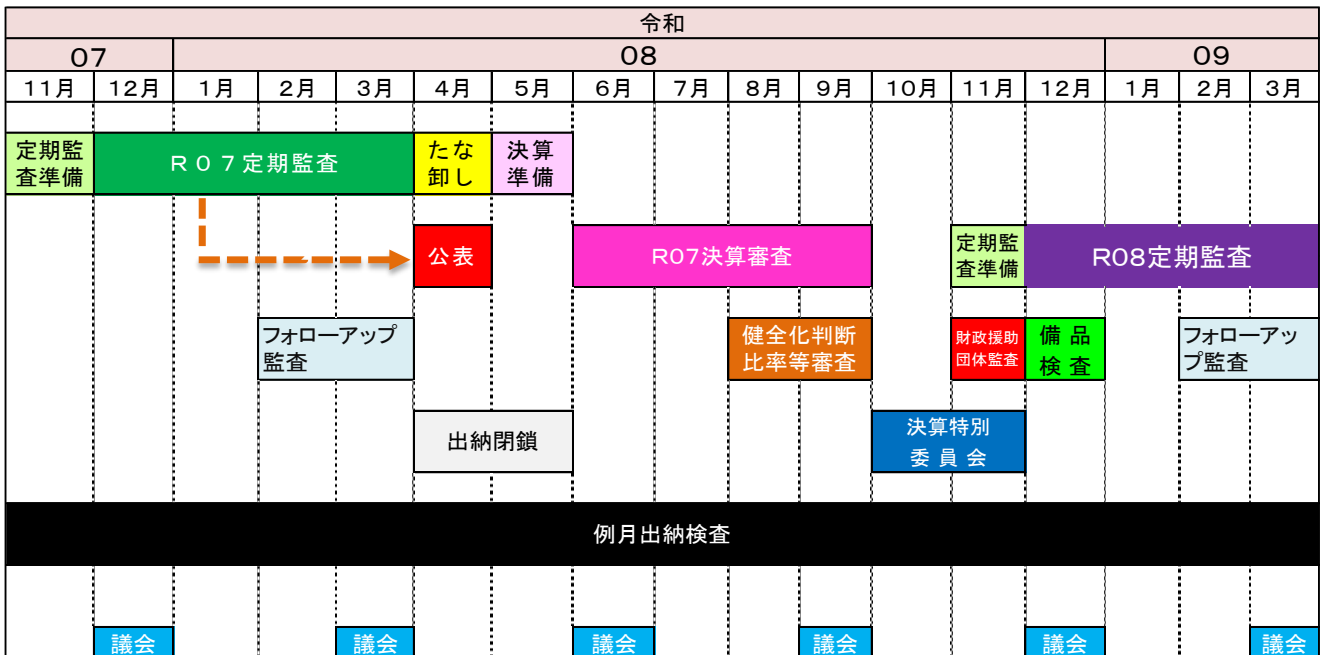 令和
07 08 09
11月 12月 1月 2月 3月 4月 5月 6月 7月 8月 9月 10月 11月 12月 1月 2月 3月
定期監
査準備
R07定期監査
たな
卸し
決算
準備
公表
R07決算審査
定期監
査準備
R08定期監査
フォローアップ
監査
健全化判断
比率等審査
財政援助
団体監査
備品
検査
フォローアッ
プ監査
出納閉鎖
決算特別
委員会
例月出納検査
議会 議会 議会 議会 議会 議会